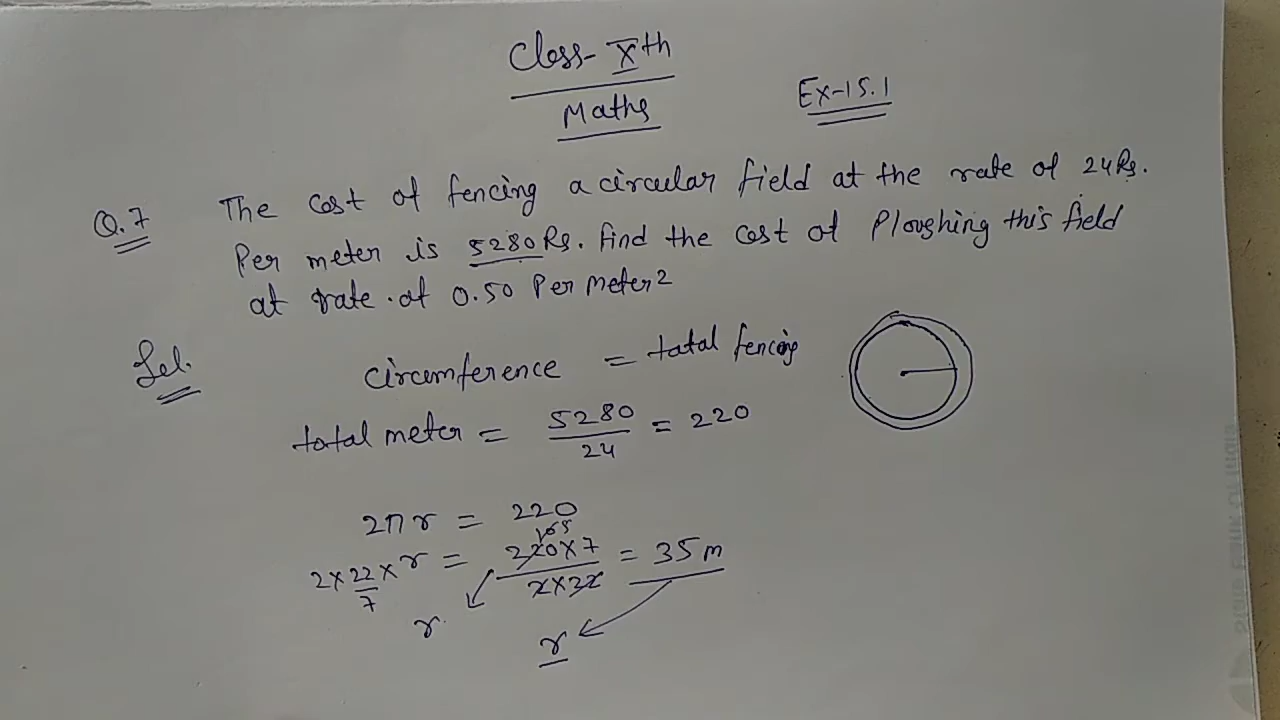 Class-Xth
Maths
Ex-15.1
Q.7 The cost of fencing a circular field at the rate of 24Rs.
Per meter is 5280Rs. find the cost of Ploughing this field
at rate.of 0.50 Per meter2
Sol.
circumference = total fencing
total meter = 5280/24 = 220
2πr = 220
2×22/7×r = 220×7/2×22 = 35m
r
r